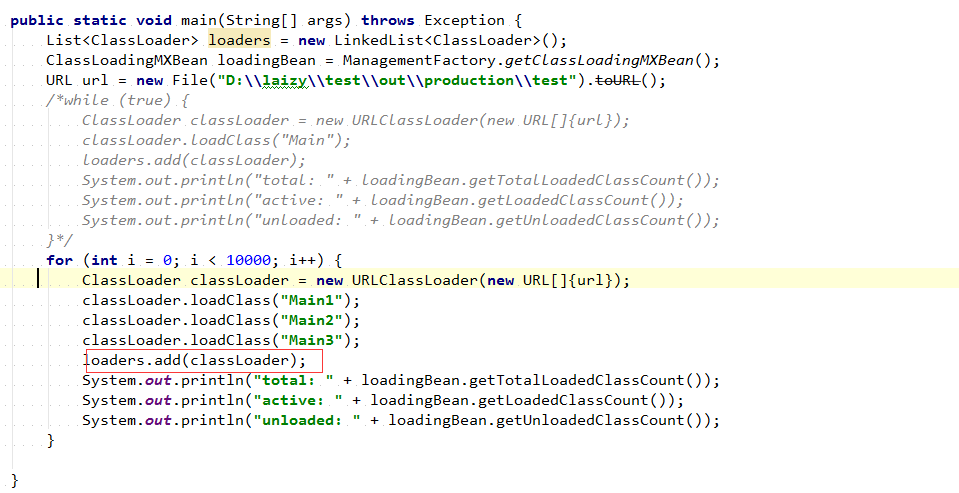 public static void main(String[] args) throws Exception {
    List<ClassLoader> loaders = new LinkedList<ClassLoader>();
    ClassLoadingMXBean loadingBean = ManagementFactory.getClassLoadingMXBean();
    URL url = new File("D:\\laizy\\test\\out\\production\\test").toURL();
    /*while (true) {
        ClassLoader classLoader = new URLClassLoader(new URL[]{url});
        classLoader.loadClass("Main");
        loaders.add(classLoader);
        System.out.println("total: " + loadingBean.getTotalLoadedClassCount());
        System.out.println("active: " + loadingBean.getLoadedClassCount());
        System.out.println("unloaded: " + loadingBean.getUnloadedClassCount());
    }*/
    for (int i = 0; i < 10000; i++) {
        ClassLoader classLoader = new URLClassLoader(new URL[]{url});
        classLoader.loadClass("Main1");
        classLoader.loadClass("Main2");
        classLoader.loadClass("Main3");
        loaders.add(classLoader);
        System.out.println("total: " + loadingBean.getTotalLoadedClassCount());
        System.out.println("active: " + loadingBean.getLoadedClassCount());
        System.out.println("unloaded: " + loadingBean.getUnloadedClassCount());
    }
}